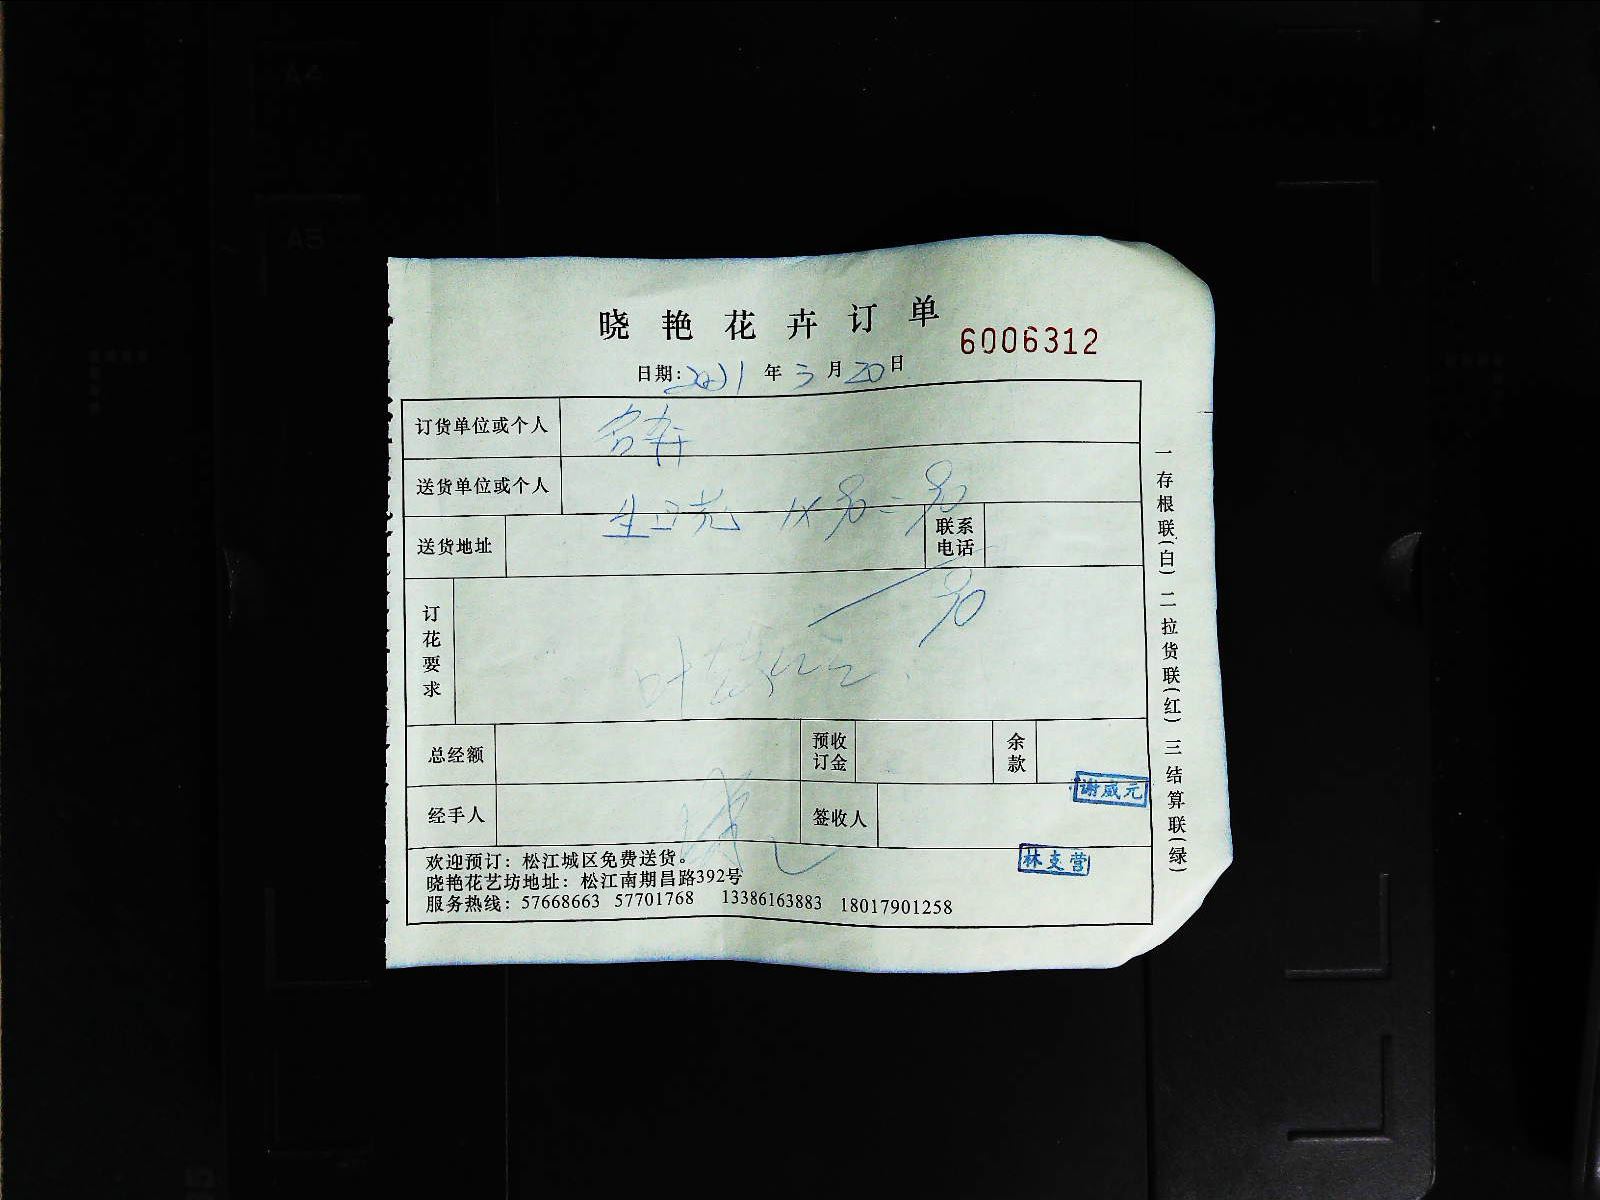 晓艳花卉订单
6006312
日期：2021年3月20日
订货单位或个人
送货单位或个人
送货地址
联系电话
订花要求
总经额
预收订金
余款
谢威元
经手人
签收人
林支营
欢迎预订：松江城区免费送货。
晓艳花艺坊地址：松江南期昌路392号
服务热线：57668663 57701768 13386163883 18017901258
一存根联(白) 二拉货联(红) 三结算联(绿)